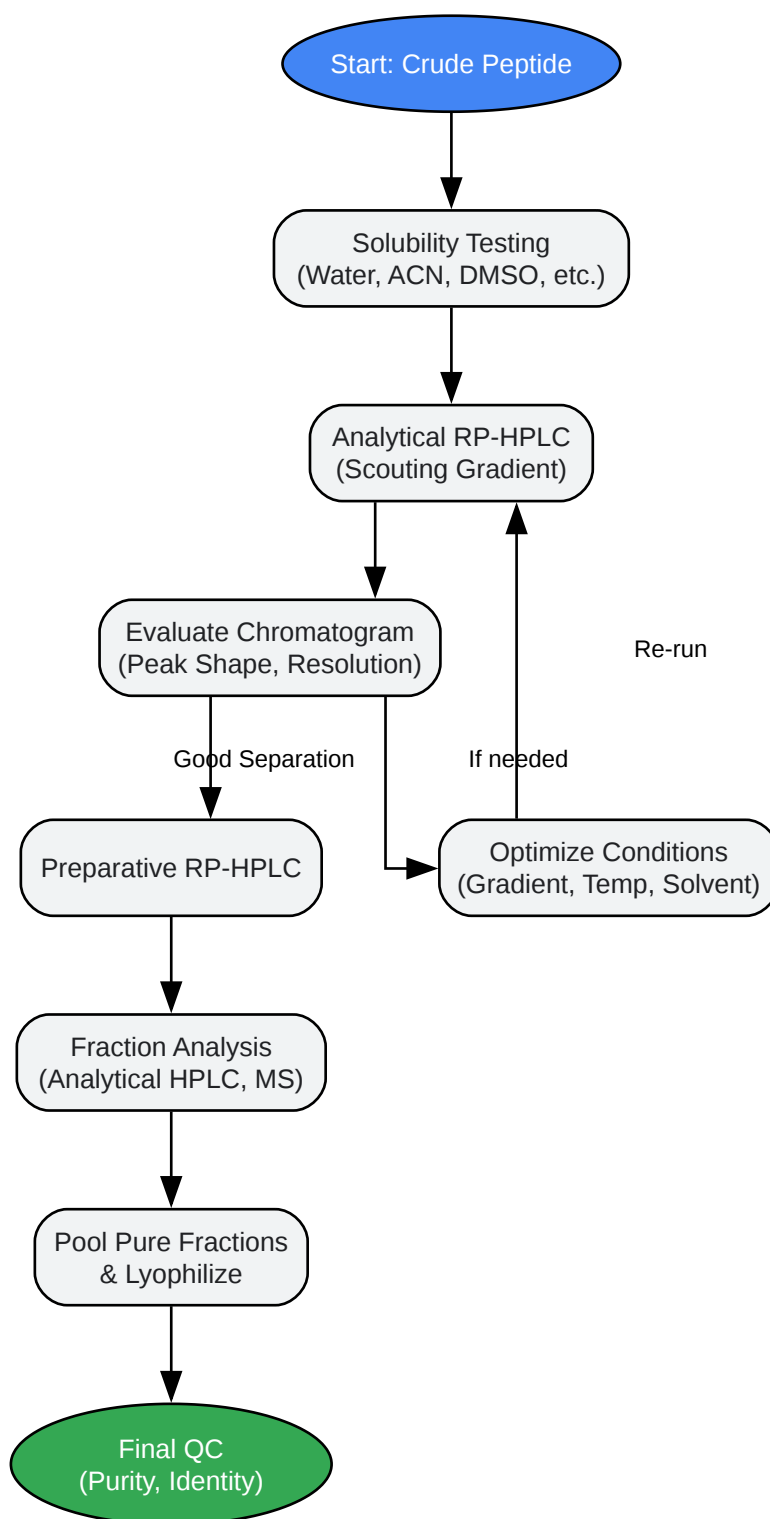 Start: Crude Peptide
Solubility Testing
(Water, ACN, DMSO, etc.)
Analytical RP-HPLC
(Scouting Gradient)
Evaluate Chromatogram
(Peak Shape, Resolution)
Re-run
Good Separation
If needed
Preparative RP-HPLC
Optimize Conditions
(Gradient, Temp, Solvent)
Fraction Analysis
(Analytical HPLC, MS)
Pool Pure Fractions
& Lyophilize
Final QC
(Purity, Identity)